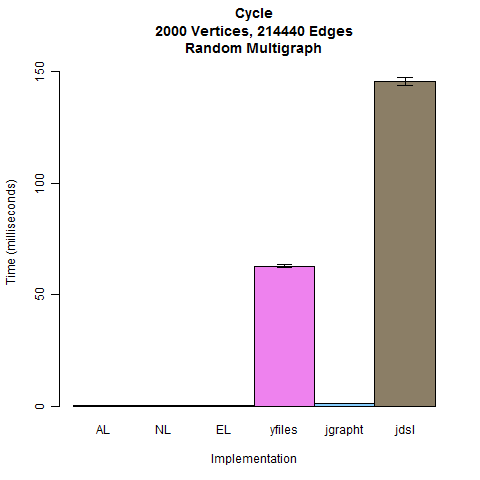 Cycle
2000 Vertices, 214440 Edges
Random Multigraph
150
100
50
0
Time (milliseconds)
AL NL EL yfiles jgrapht jdsl
Implementation